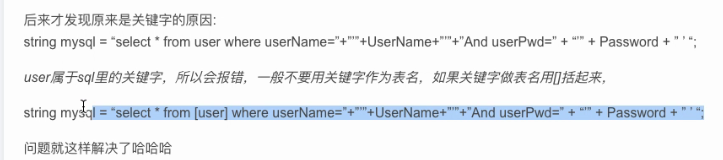 后来才发现原来是关键字的原因:
string mysql = “select * from user where userName=”+”’”+UserName+”’”+”And userPwd=” + “’” + Password + ” ’ “;
user属于sql里的关键字，所以会报错，一般不要用关键字作为表名，如果关键字做表名用[]括起来，
string mysql = “select * from [user] where userName=”+”’”+UserName+”’”+”And userPwd=” + “’” + Password + ” ’ “;
问题就这样解决了哈哈哈